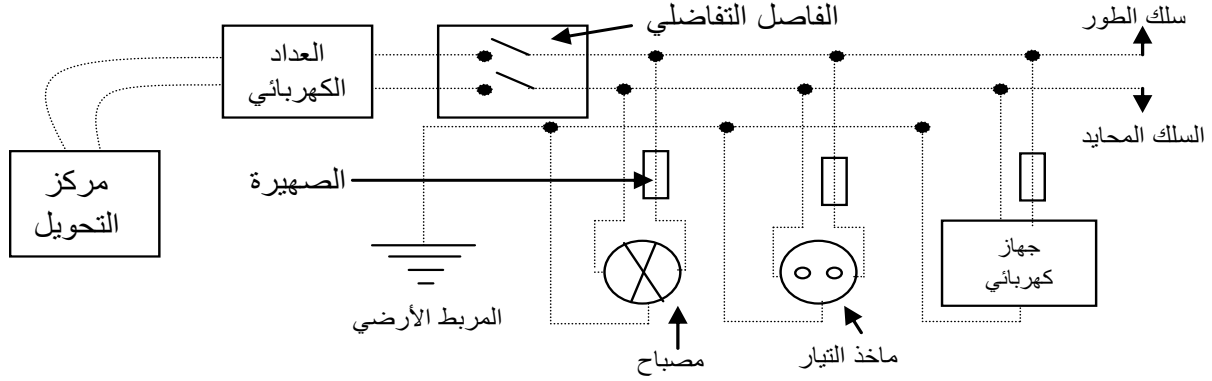 الفاصل التفاضلي
سلك الطور
العداد
الكهربائي
السلك المحايد
مركز
التحويل
الصهيرة
جهاز
كهربائي
المربط الأرضي
مصباح
ماخذ التيار